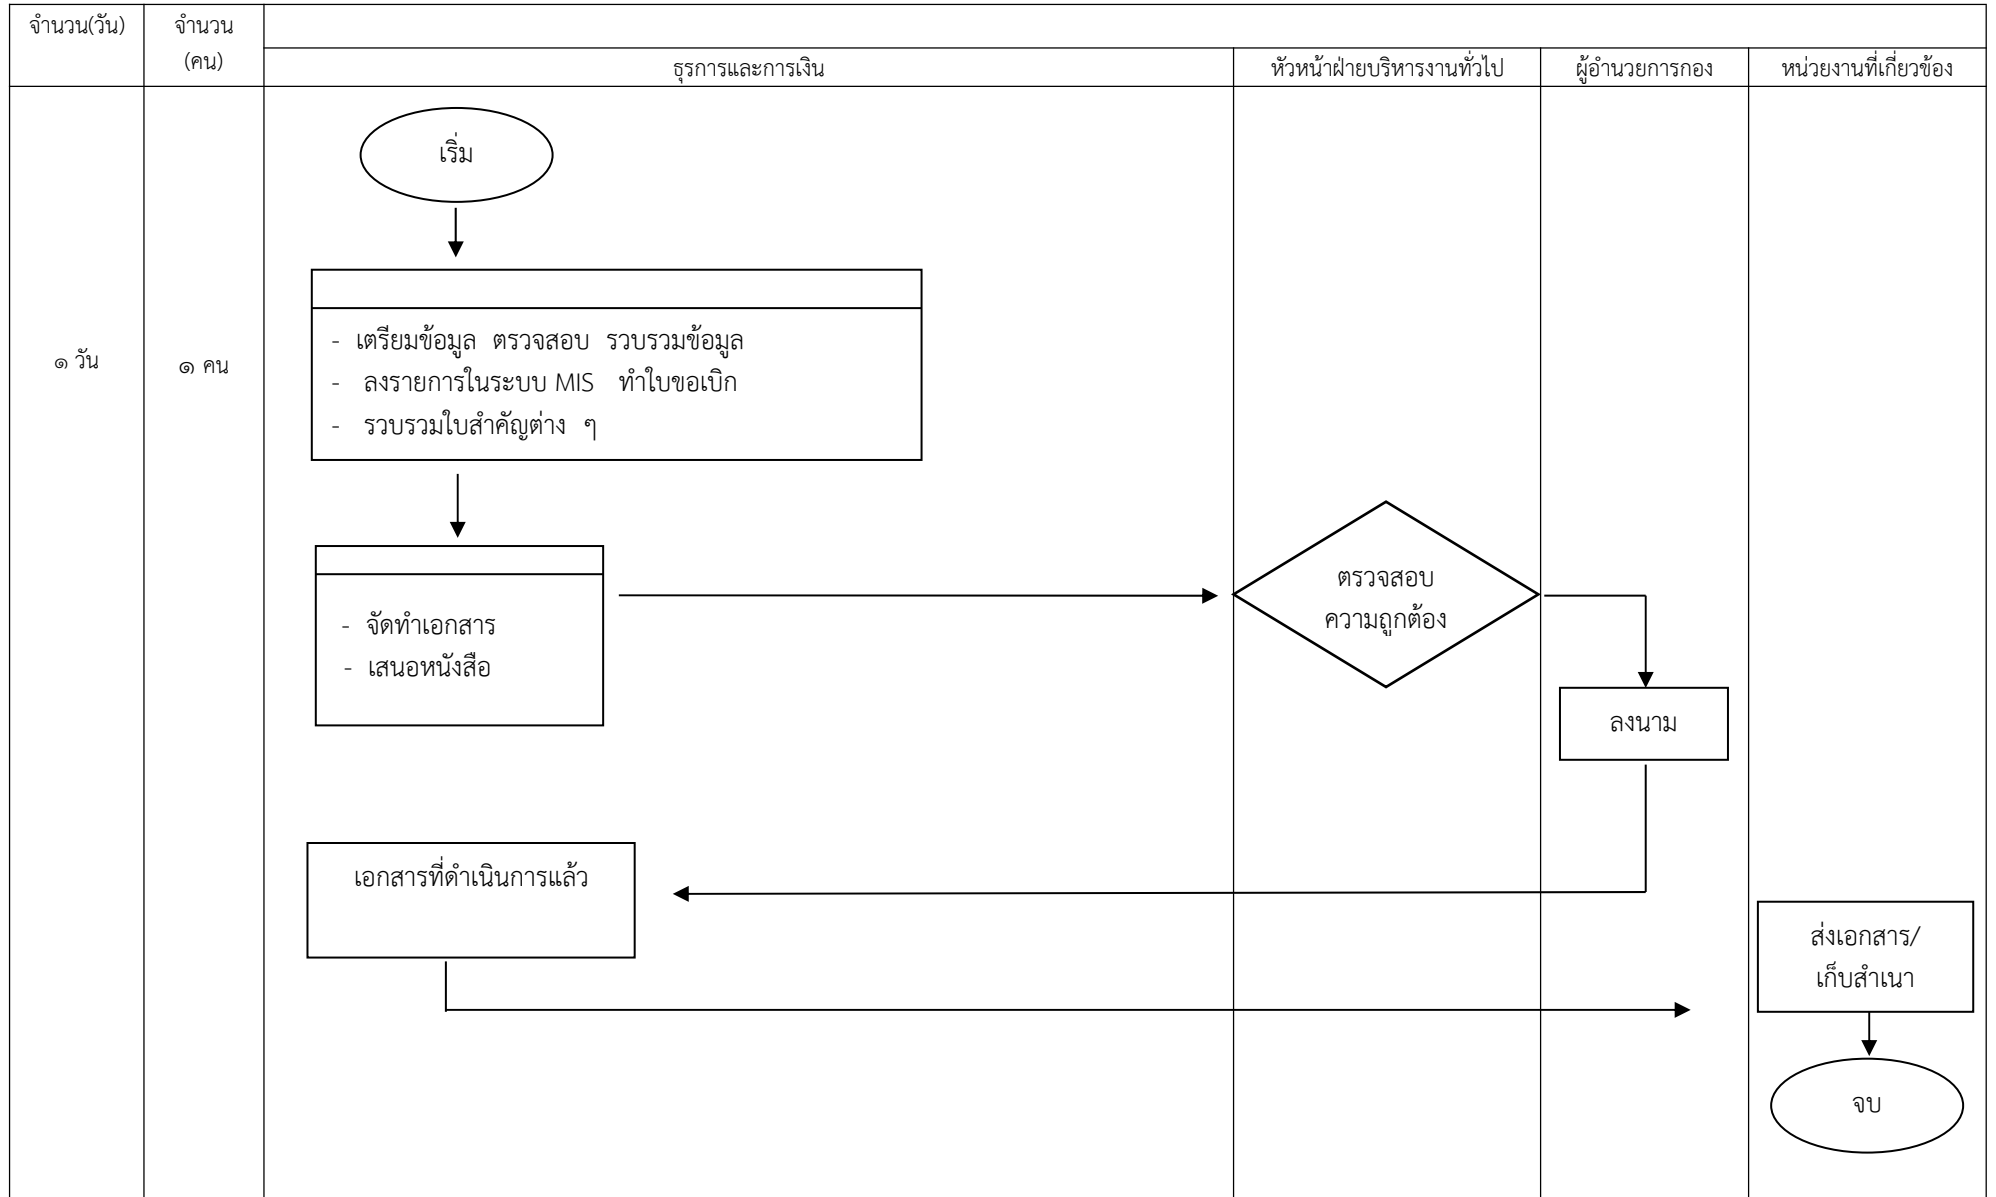 จำนวน(วัน)
จำนวน
(คน)
ธุรการและการเงิน
หัวหน้าฝ่ายบริหารงานทั่วไป
ผู้อำนวยการกอง
หน่วยงานที่เกี่ยวข้อง
เริ่ม
๑ วัน
๑ คน
- เตรียมข้อมูล ตรวจสอบ รวบรวมข้อมูล
- ลงรายการในระบบ MIS ทำใบขอเบิก
- รวบรวมใบสำคัญต่าง ๆ
- จัดทำเอกสาร
- เสนอหนังสือ
ตรวจสอบ
ความถูกต้อง
ลงนาม
เอกสารที่ดำเนินการแล้ว
ส่งเอกสาร/
เก็บสำเนา
จบ